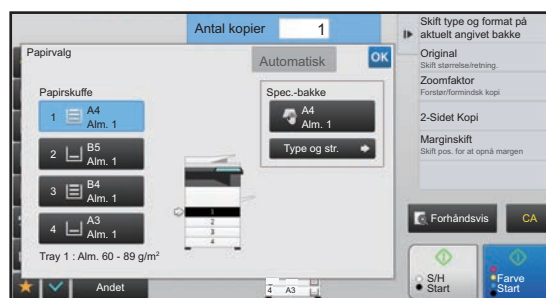 Antal kopier 1
Papirvalg
Automatisk
OK
Papirskuffe
1 A4
Alm. 1
2 B5
Alm. 1
3 B4
Alm. 1
4 A3
Alm. 1
Tray 1 : Alm. 60 - 89 g/m²
Spec.-bakke
A4
Alm. 1
Type og str.
1
2
3
4
4 A3
Andet
Skift type og format på
aktuelt angivet bakke
Original
Skift størrelse/retning.
Zoomfaktor
Forstør/formindsk kopi
2-Sidet Kopi
Marginskift
Skift pos. for at opnå margen
Forhåndsvis
CA
S/H
Start
Farve
Start